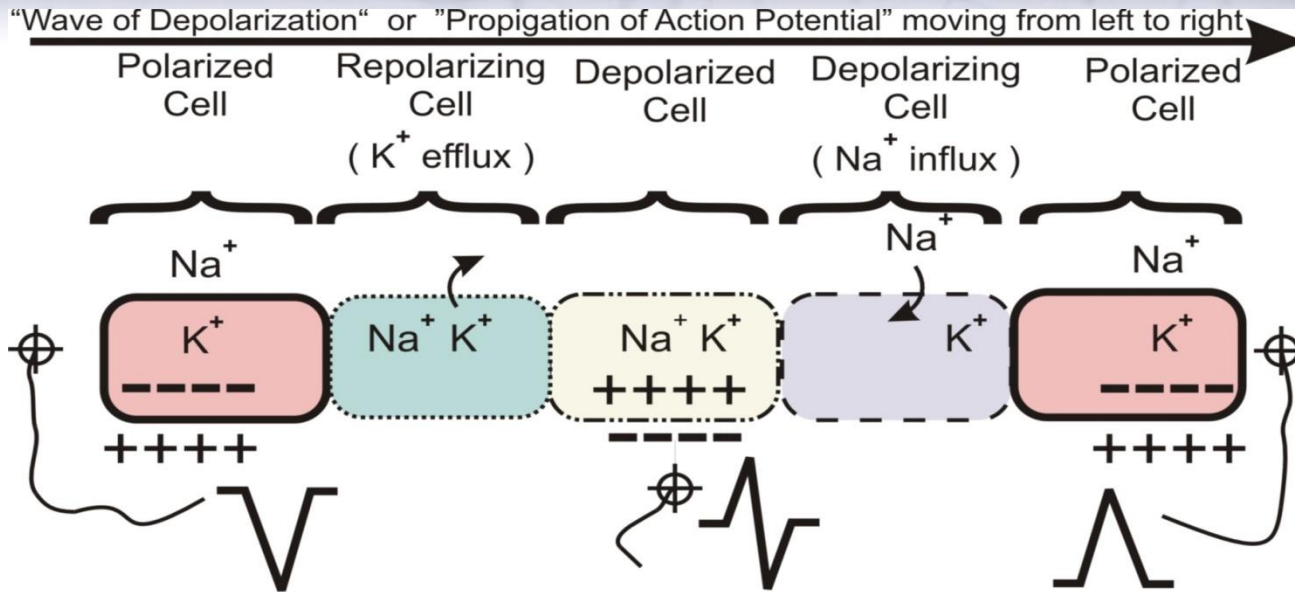 “Wave of Depolarization“ or ”Propigation of Action Potential” moving from left to right
Polarized Cell
Repolarizing Cell
( K⁺ efflux )
Depolarized Cell
Depolarizing Cell
( Na⁺ influx )
Polarized Cell
Na⁺
K⁺
− − − −
+ + + +
Na⁺ K⁺
Na⁺ K⁺
+ + + +
− − − −
Na⁺
K⁺
Na⁺
K⁺
− − − −
+ + + +